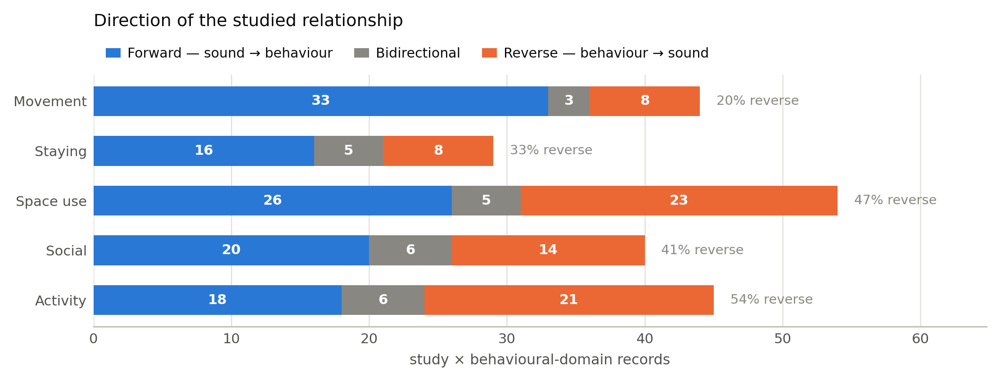 Direction of the studied relationship
Forward — sound → behaviour Bidirectional Reverse — behaviour → sound
Movement 33 3 8 20% reverse
Staying 16 5 8 33% reverse
Space use 26 5 23 47% reverse
Social 20 6 14 41% reverse
Activity 18 6 21 54% reverse
0 10 20 30 40 50 60
study × behavioural-domain records